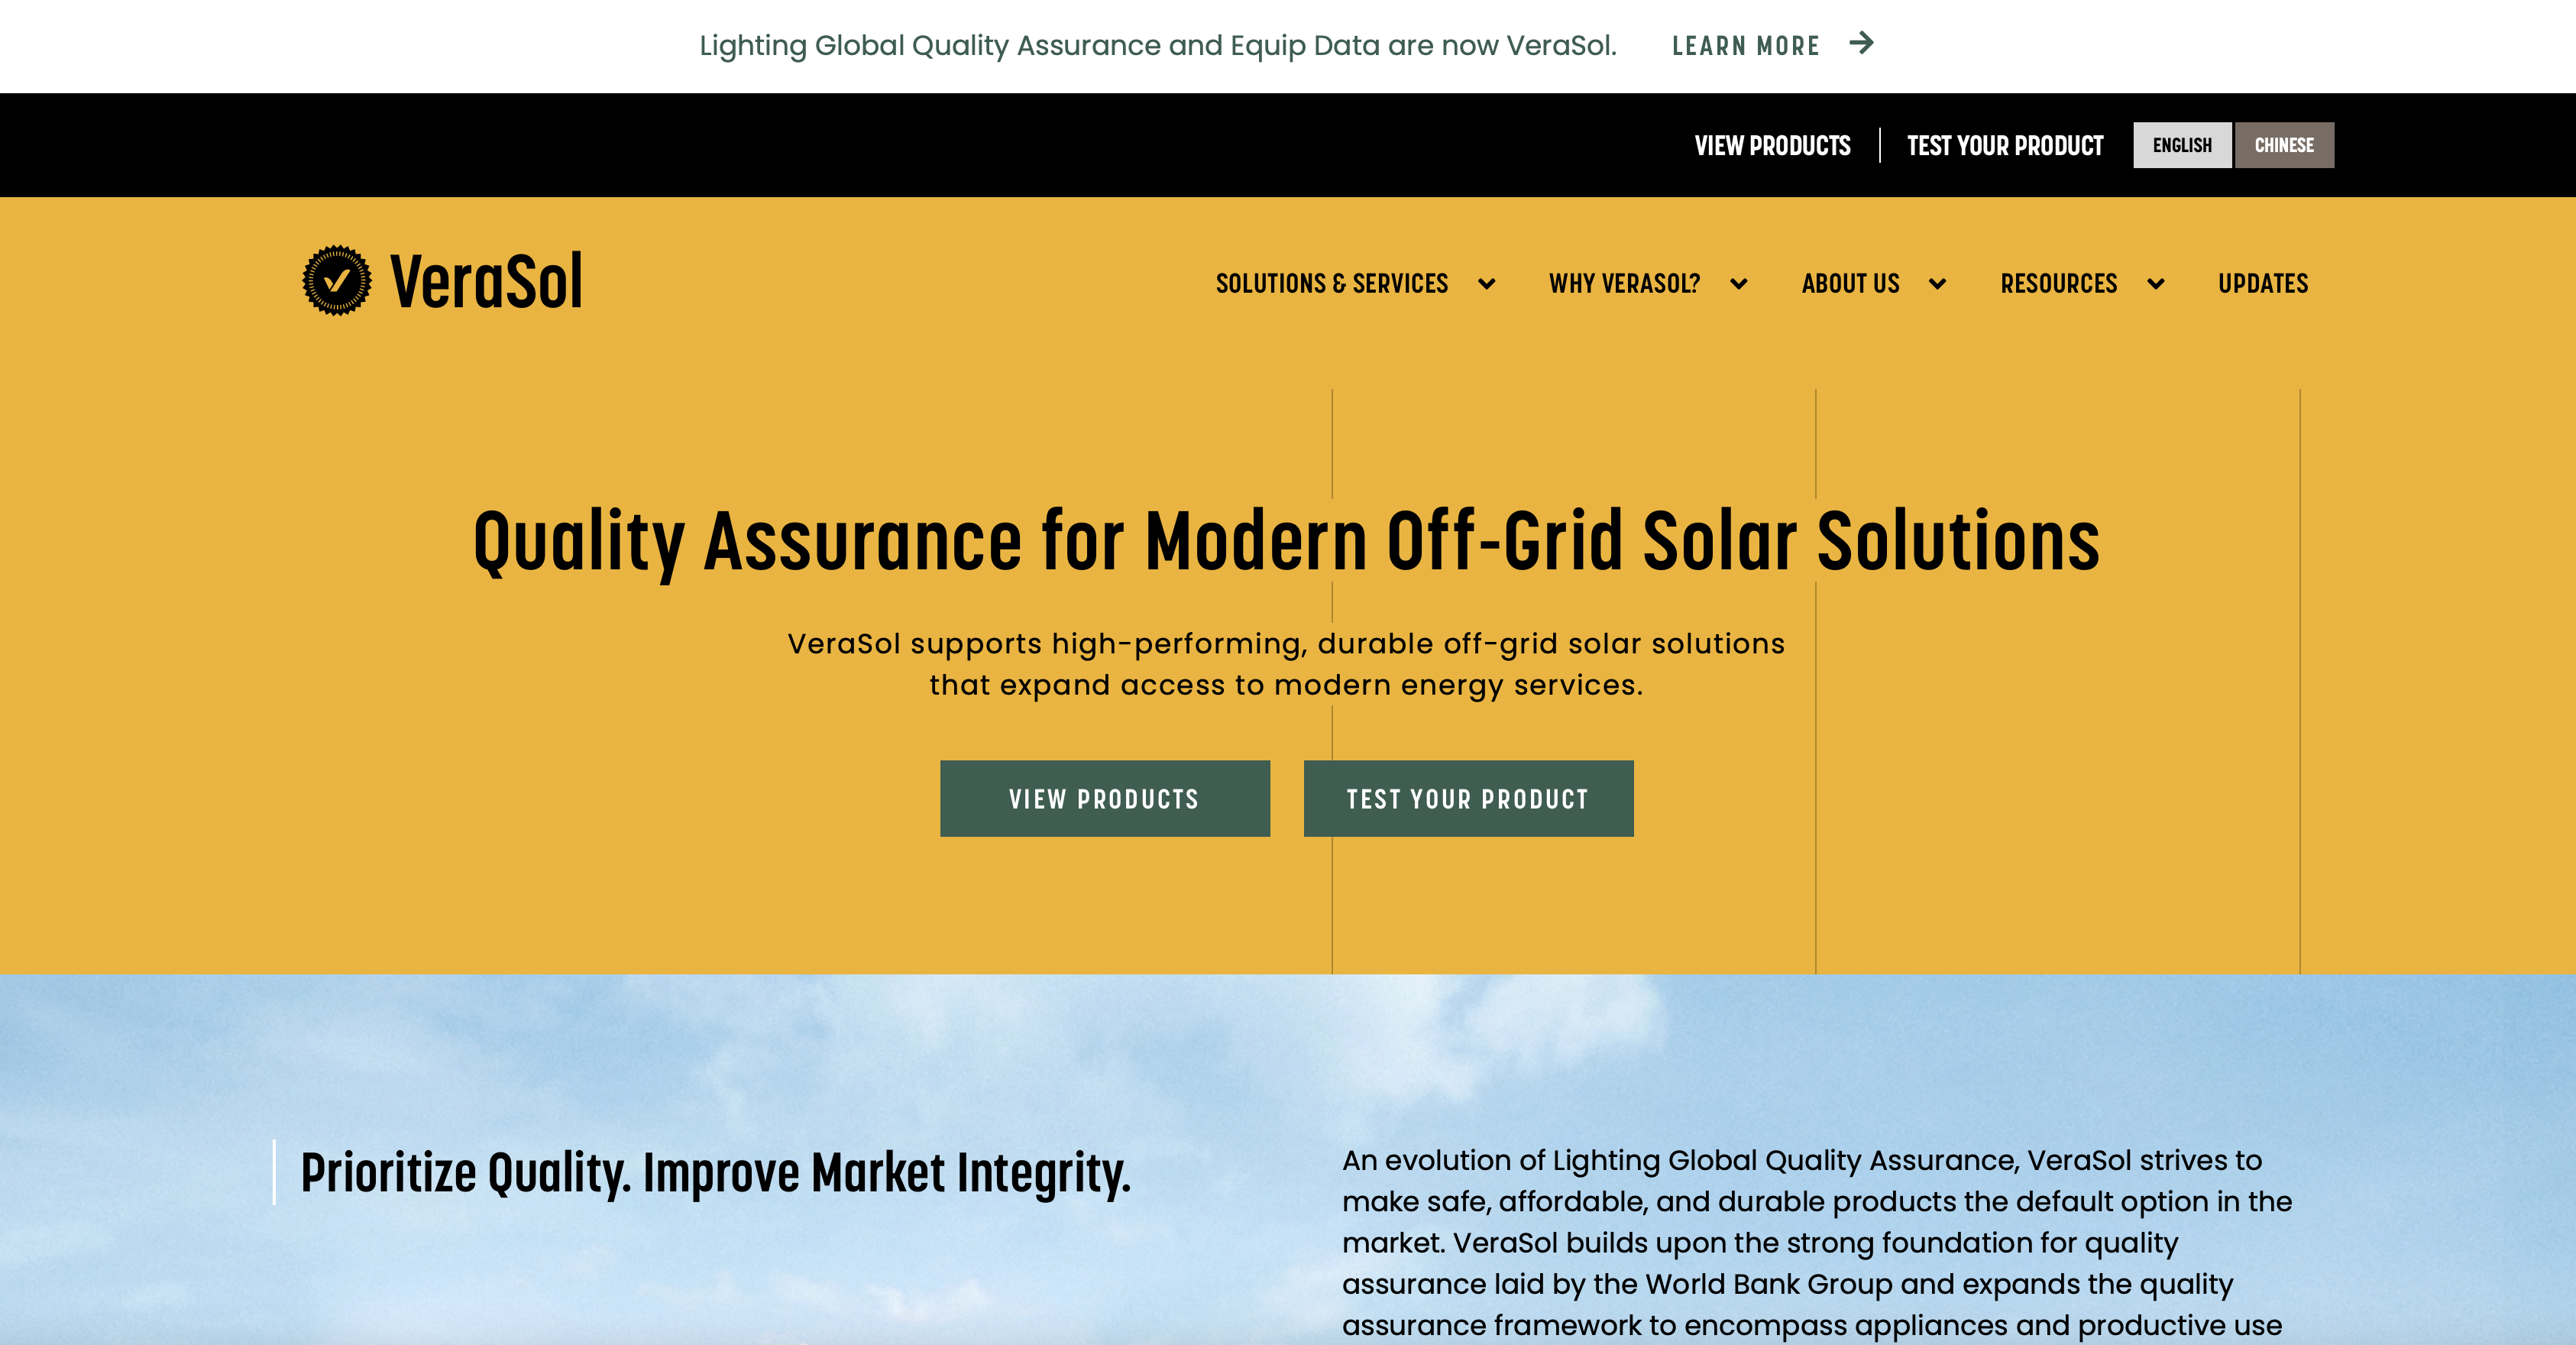 Lighting Global Quality Assurance and Equip Data are now VeraSol. LEARN MORE
VIEW PRODUCTS TEST YOUR PRODUCT ENGLISH CHINESE
VeraSol SOLUTIONS & SERVICES WHY VERASOL? ABOUT US RESOURCES UPDATES
Quality Assurance for Modern Off-Grid Solar Solutions
VeraSol supports high-performing, durable off-grid solar solutions
that expand access to modern energy services.
VIEW PRODUCTS TEST YOUR PRODUCT
Prioritize Quality. Improve Market Integrity.
An evolution of Lighting Global Quality Assurance, VeraSol strives to
make safe, affordable, and durable products the default option in the
market. VeraSol builds upon the strong foundation for quality
assurance laid by the World Bank Group and expands the quality
assurance framework to encompass appliances and productive use